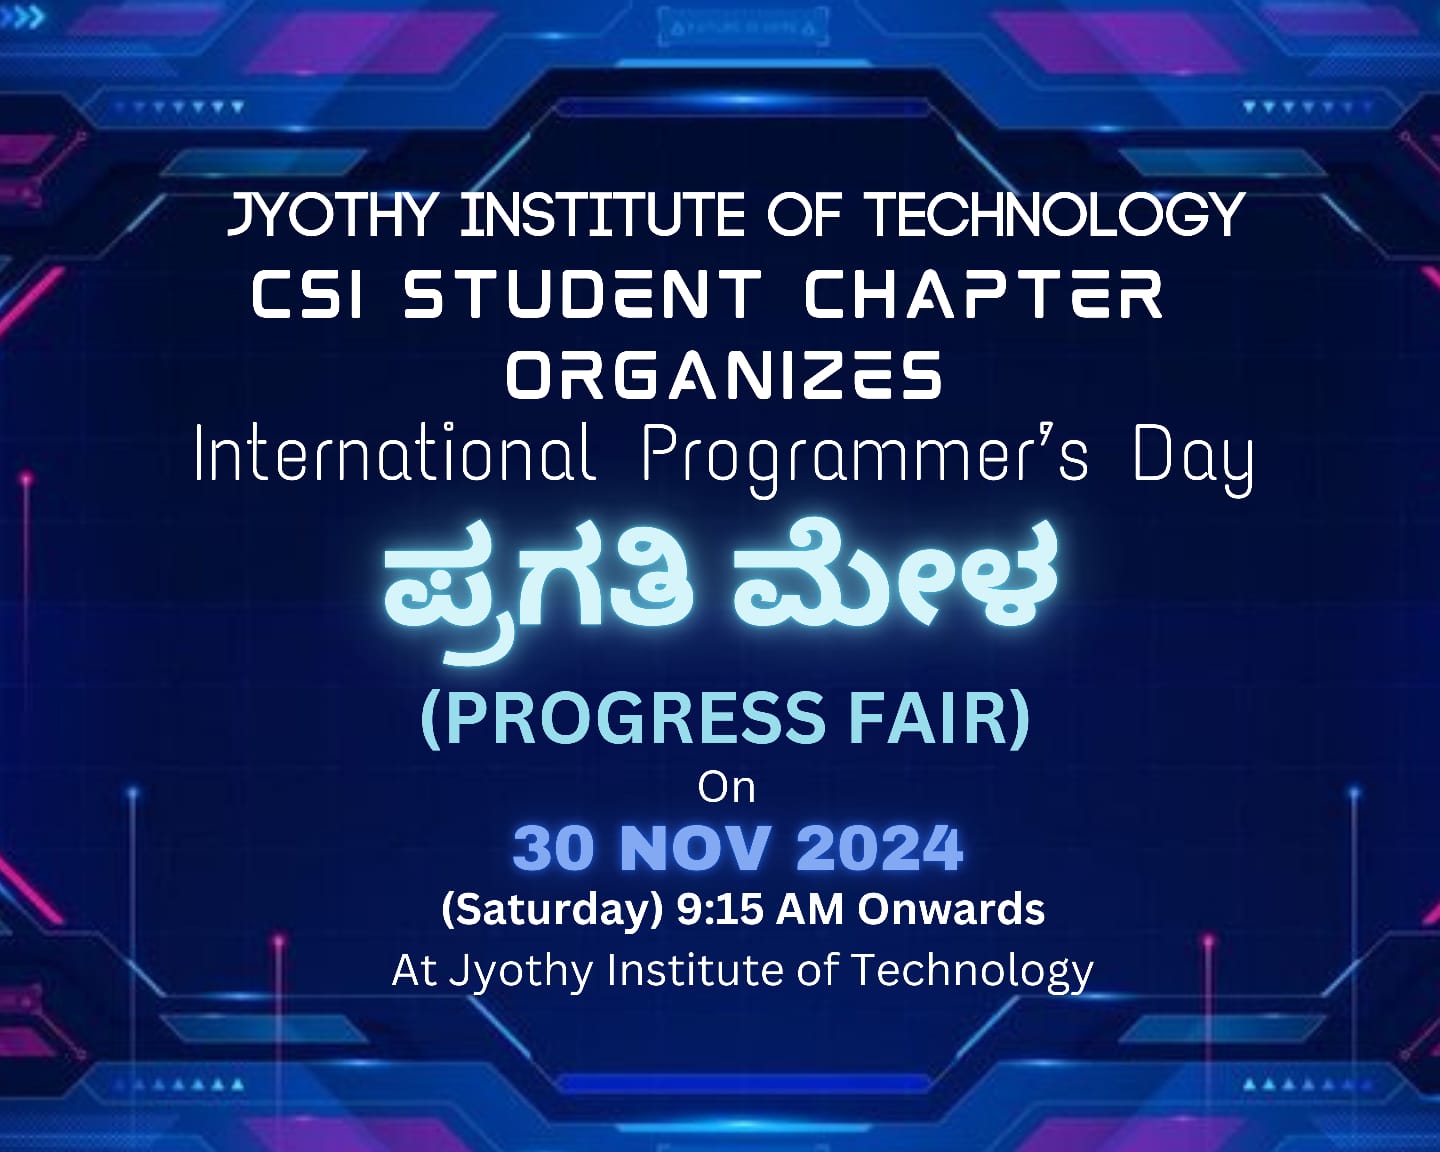 JYOTHY INSTITUTE OF TECHNOLOGY
CSI STUDENT CHAPTER
ORGANIZES
International Programmer's Day
ಪ್ರಗತಿ ಮೇಳ
(PROGRESS FAIR)
On
30 NOV 2024
(Saturday) 9:15 AM Onwards
At Jyothy Institute of Technology